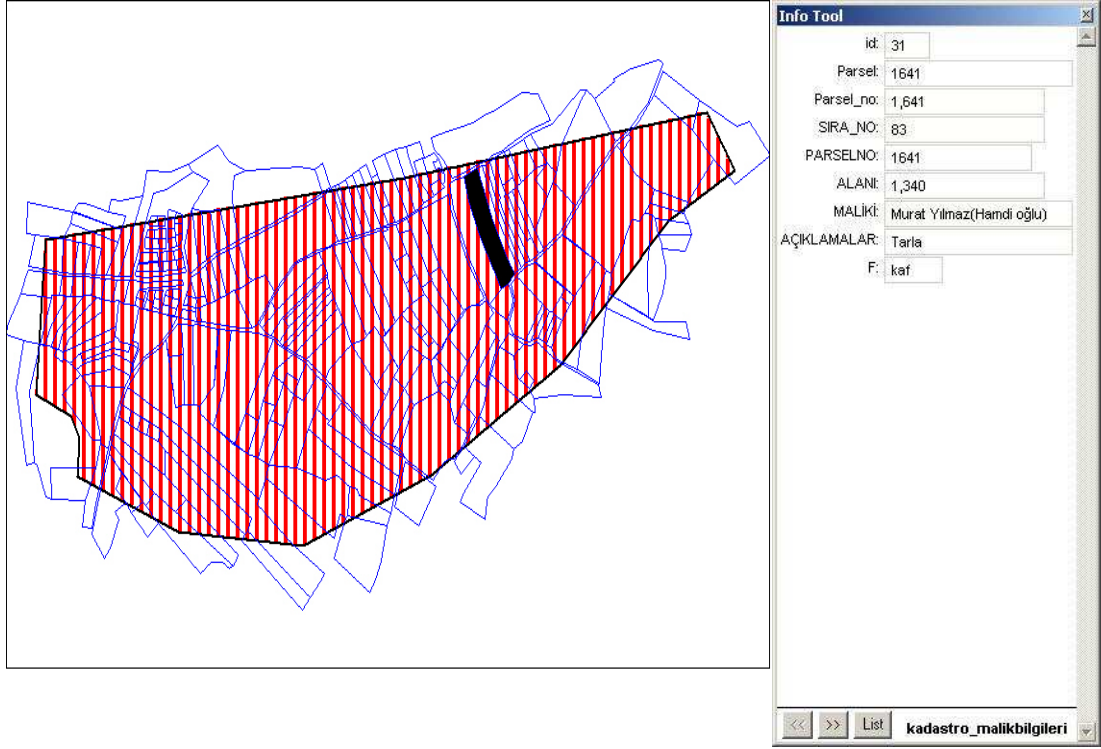 Info Tool
id: 31
Parsel: 1641
Parsel_no: 1,641
SIRA_NO: 83
PARSELNO: 1641
ALANI: 1,340
MALİKİ: Murat Yılmaz(Hamdi oğlu)
AÇIKLAMALAR: Tarla
F: kaf
<< >> List kadastro_malikbilgileri